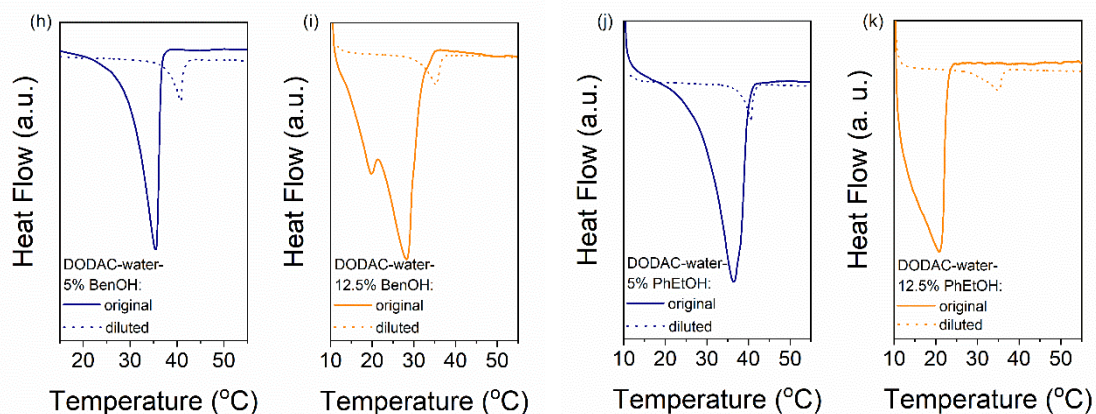 (h)
Heat Flow (a.u.)
DODAC-water-
5% BenOH:
original
diluted
20 30 40 50
Temperature (°C)
(i)
Heat Flow (a.u.)
DODAC-water-
12.5% BenOH:
original
diluted
10 20 30 40 50
Temperature (°C)
(j)
Heat Flow (a.u.)
DODAC-water-
5% PhEtOH:
original
diluted
10 20 30 40 50
Temperature (°C)
(k)
Heat Flow (a. u.)
DODAC-water-
12.5% PhEtOH:
original
diluted
10 20 30 40 50
Temperature (°C)